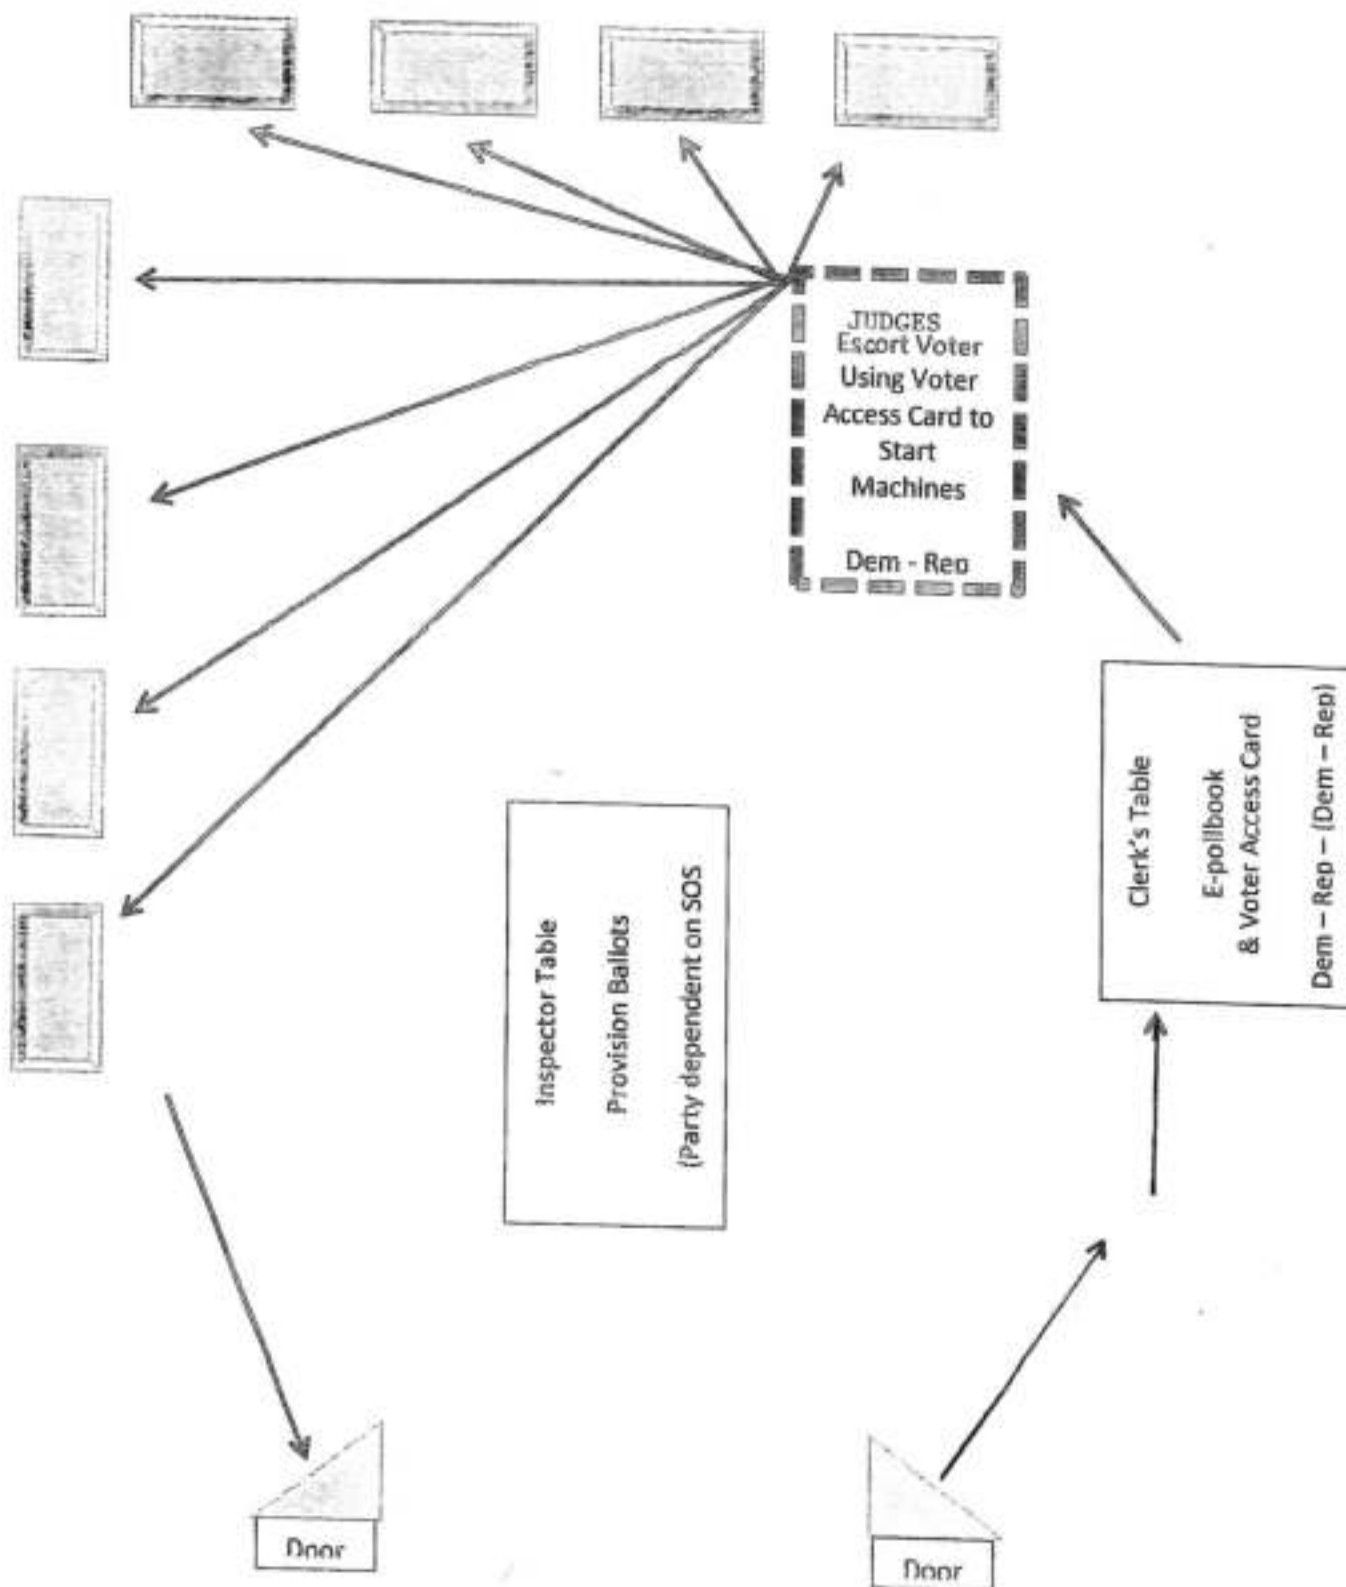 JUDGES
Escort Voter
Using Voter
Access Card to
Start
Machines
Dem - Rep
Clerk's Table
E-pollbook
& Voter Access Card
Dem – Rep – (Dem – Rep)
Inspector Table
Provision Ballots
(Party dependent on SOS
Door
Door